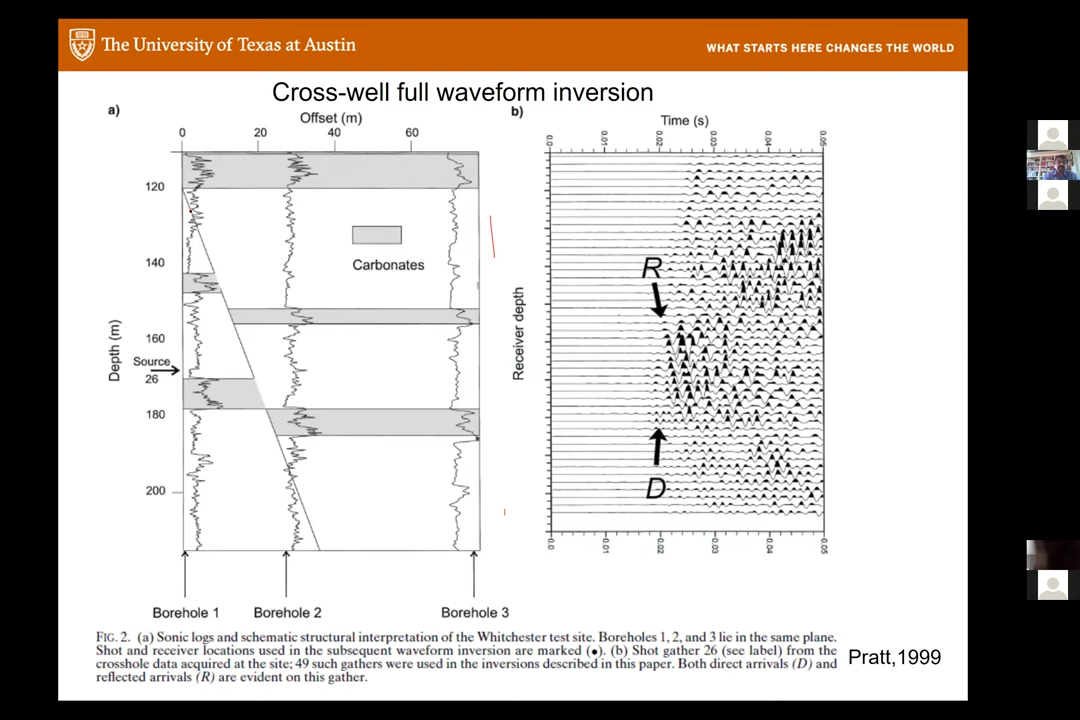 The University of Texas at Austin
WHAT STARTS HERE CHANGES THE WORLD
Cross-well full waveform inversion
a)
Offset (m)
0 20 40 60
Depth (m)
120
140
160
Source
26
180
200
Carbonates
Borehole 1 Borehole 2 Borehole 3
b)
Time (s)
0.0 0.01 0.02 0.03 0.04 0.05
Receiver depth
R
D
0.0 0.01 0.02 0.03 0.04 0.05
FIG. 2. (a) Sonic logs and schematic structural interpretation of the Whitchester test site. Boreholes 1, 2, and 3 lie in the same plane.
Shot and receiver locations used in the subsequent waveform inversion are marked (●). (b) Shot gather 26 (see label) from the
crosshole data acquired at the site; 49 such gathers were used in the inversions described in this paper. Both direct arrivals (D) and
reflected arrivals (R) are evident on this gather.
Pratt,1999